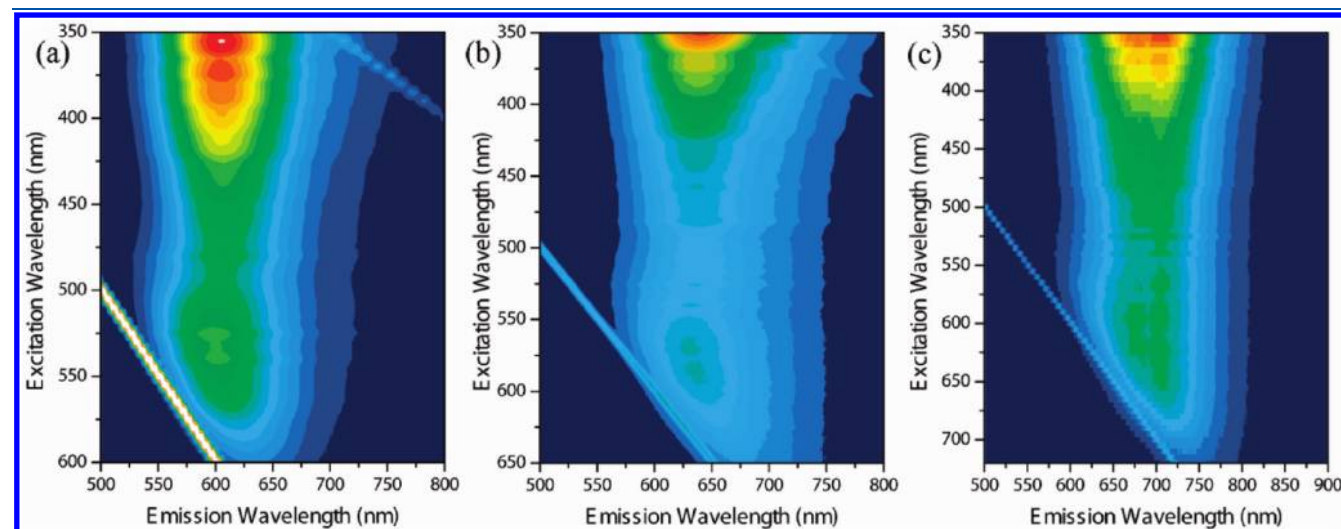 (a)
350
400
450
500
550
600
Excitation Wavelength (nm)
500 550 600 650 700 750 800
Emission Wavelength (nm)
(b)
350
400
450
500
550
600
650
Excitation Wavelength (nm)
500 550 600 650 700 750 800
Emission Wavelength (nm)
(c)
350
400
450
500
550
600
650
700
Excitation Wavelength (nm)
500 550 600 650 700 750 800 850 900
Emission Wavelength (nm)